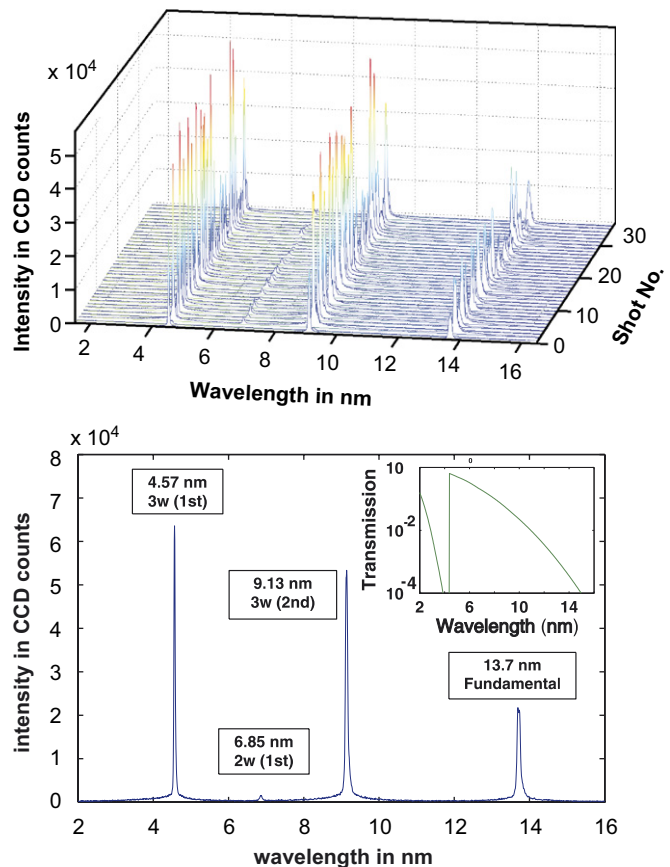 x 10⁴
Intensity in CCD counts
5
4
3
2
1
0
2
4
6
8
10
12
14
16
Wavelength in nm
0
10
20
30
Shot No.
x 10⁴
intensity in CCD counts
8
7
6
5
4
3
2
1
0
4.57 nm
3w (1st)
9.13 nm
3w (2nd)
6.85 nm
2w (1st)
13.7 nm
Fundamental
0
10
10⁻²
10⁻⁴
Transmission
2
6
10
14
Wavelength (nm)
2
4
6
8
10
12
14
16
wavelength in nm